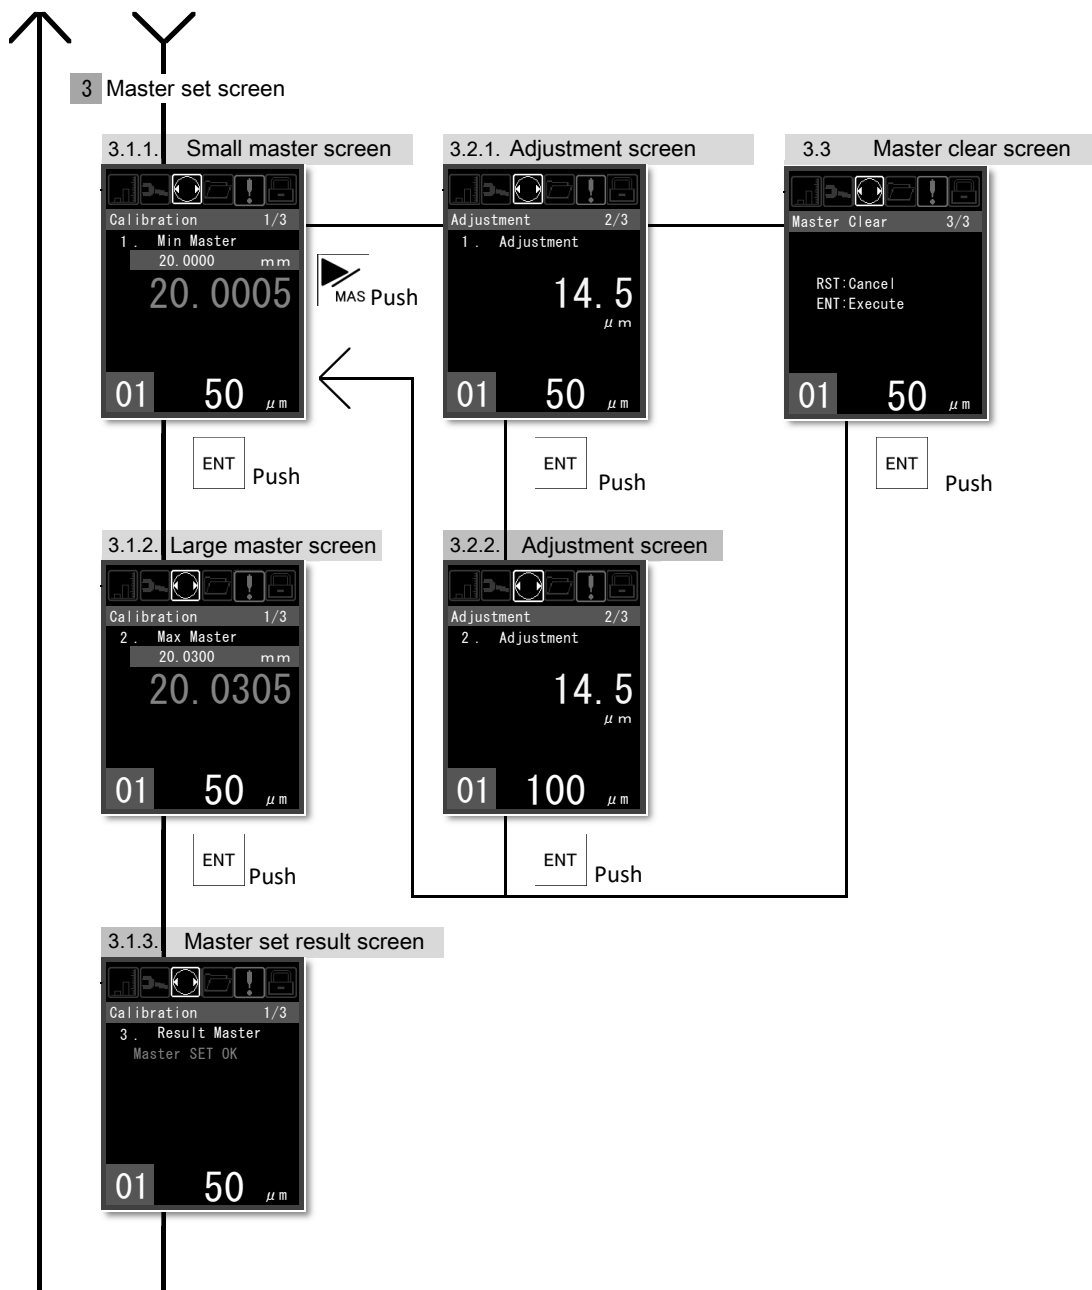 3 Master set screen
3.1.1. Small master screen
Calibration 1/3
1. Min Master
20.0000 mm
20.0005
01 50 μm
MAS Push
3.2.1. Adjustment screen
Adjustment 2/3
1. Adjustment
14.5
μm
01 50 μm
3.3 Master clear screen
Master Clear 3/3
RST:Cancel
ENT:Execute
01 50 μm
ENT Push
ENT Push
ENT Push
3.1.2. Large master screen
Calibration 1/3
2. Max Master
20.0300 mm
20.0305
01 50 μm
3.2.2. Adjustment screen
Adjustment 2/3
2. Adjustment
14.5
μm
01 100 μm
ENT Push
ENT Push
3.1.3. Master set result screen
Calibration 1/3
3. Result Master
Master SET OK
01 50 μm